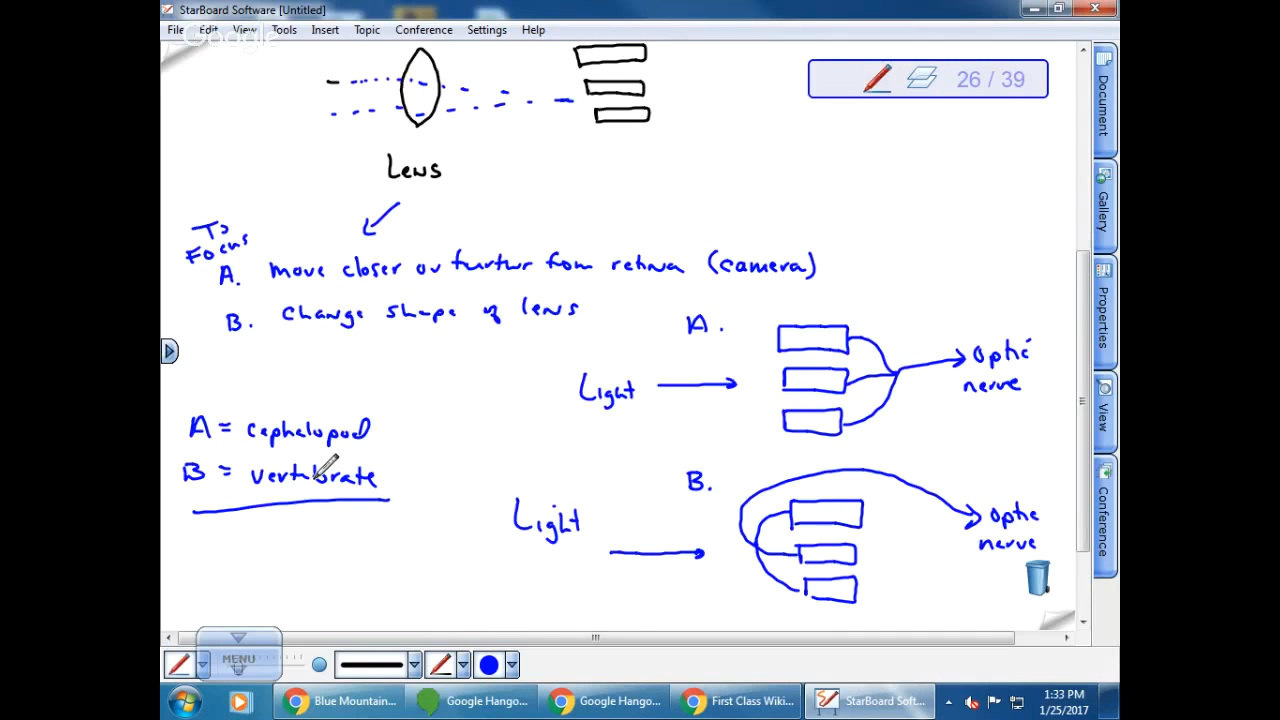 StarBoard Software [Untitled]
File Edit View Tools Insert Topic Conference Settings Help
Google
26 / 39
Lens
To
Focus
A. move closer or furthur from retina (camera)
B. change shape of lens
A.
Light
Optic
nerve
A = cephalopod
B = vertebrate
B.
Light
Optic
nerve
Document
Gallery
Properties
View
Conference
MENU
Blue Mountain...
Google Hango...
Google Hango...
First Class Wiki...
StarBoard Soft...
1:33 PM
1/25/2017